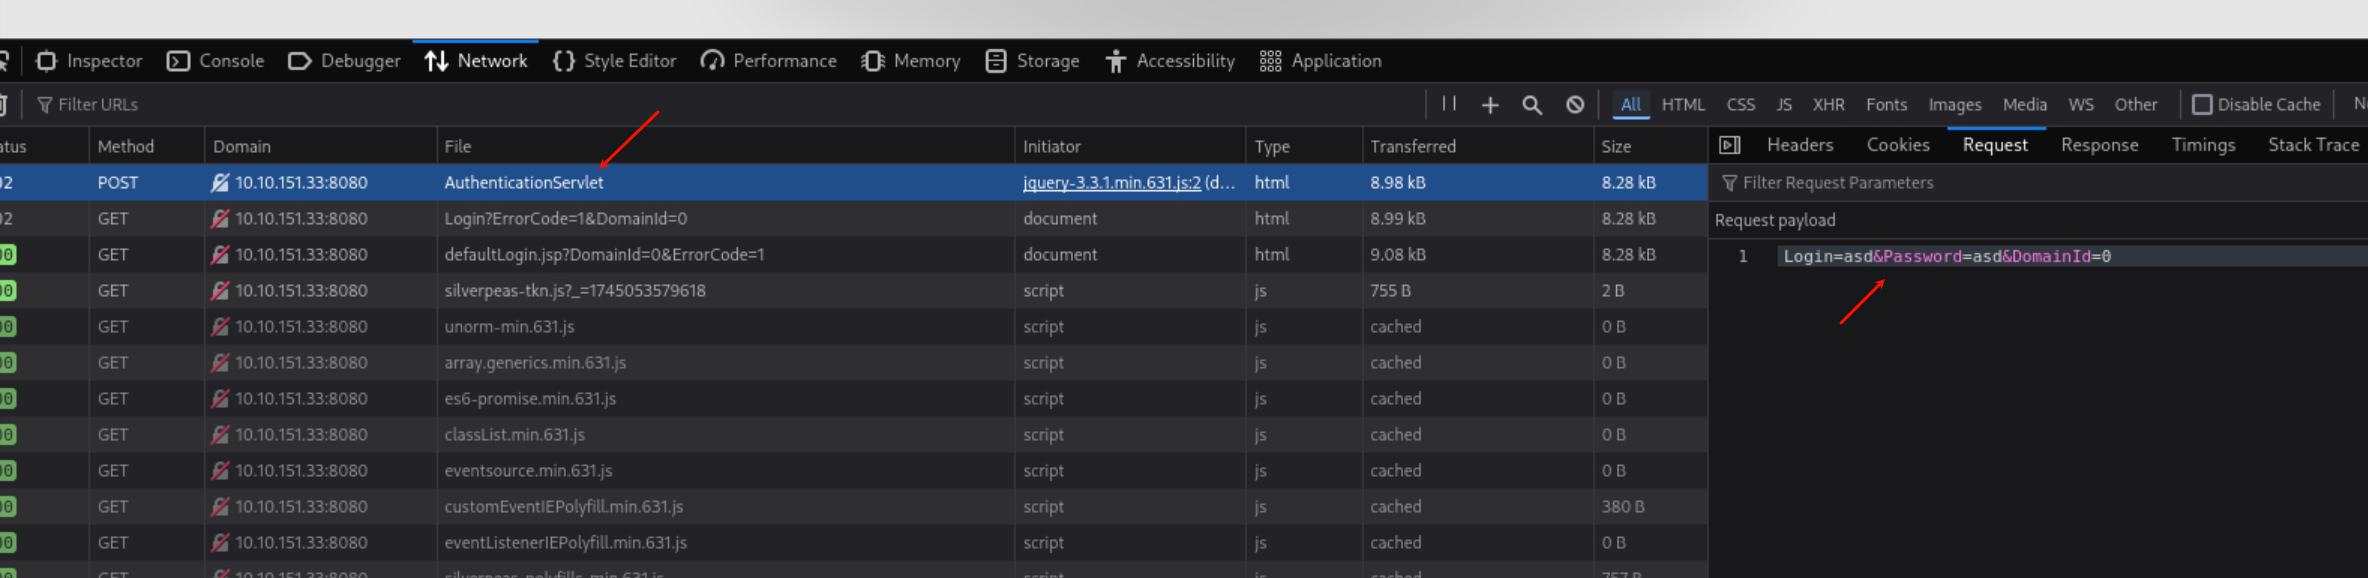 Inspector Console Debugger Network Style Editor Performance Memory Storage Accessibility Application
Filter URLs All HTML CSS JS XHR Fonts Images Media WS Other Disable Cache
atus Method Domain File Initiator Type Transferred Size
Headers Cookies Request Response Timings Stack Trace
02 POST 10.10.151.33:8080 AuthenticationServlet jquery-3.3.1.min.631.js:2 (d... html 8.98 kB 8.28 kB
Filter Request Parameters
02 GET 10.10.151.33:8080 Login?ErrorCode=1&DomainId=0 document html 8.99 kB 8.28 kB
Request payload
00 GET 10.10.151.33:8080 defaultLogin.jsp?DomainId=0&ErrorCode=1 document html 9.08 kB 8.28 kB
1 Login=asd&Password=asd&DomainId=0
00 GET 10.10.151.33:8080 silverpeas-tkn.js?_=1745053579618 script js 755 B 2 B
00 GET 10.10.151.33:8080 unorm-min.631.js script js cached 0 B
00 GET 10.10.151.33:8080 array.generics.min.631.js script js cached 0 B
00 GET 10.10.151.33:8080 es6-promise.min.631.js script js cached 0 B
00 GET 10.10.151.33:8080 classList.min.631.js script js cached 0 B
00 GET 10.10.151.33:8080 eventsource.min.631.js script js cached 0 B
00 GET 10.10.151.33:8080 customEventIEPolyfill.min.631.js script js cached 380 B
00 GET 10.10.151.33:8080 eventListenerIEPolyfill.min.631.js script js cached 0 B